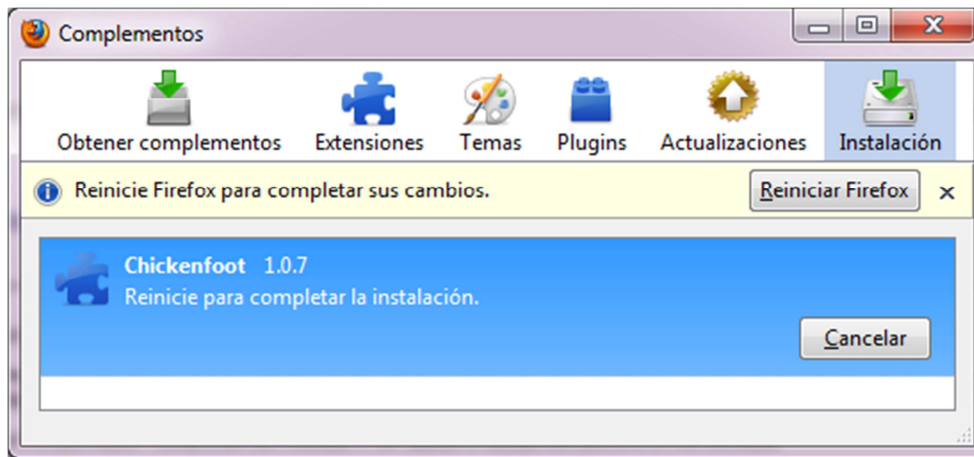 Complementos
Obtener complementos Extensiones Temas Plugins Actualizaciones Instalación
Reinicie Firefox para completar sus cambios. Reiniciar Firefox
Chickenfoot 1.0.7
Reinicie para completar la instalación.
Cancelar